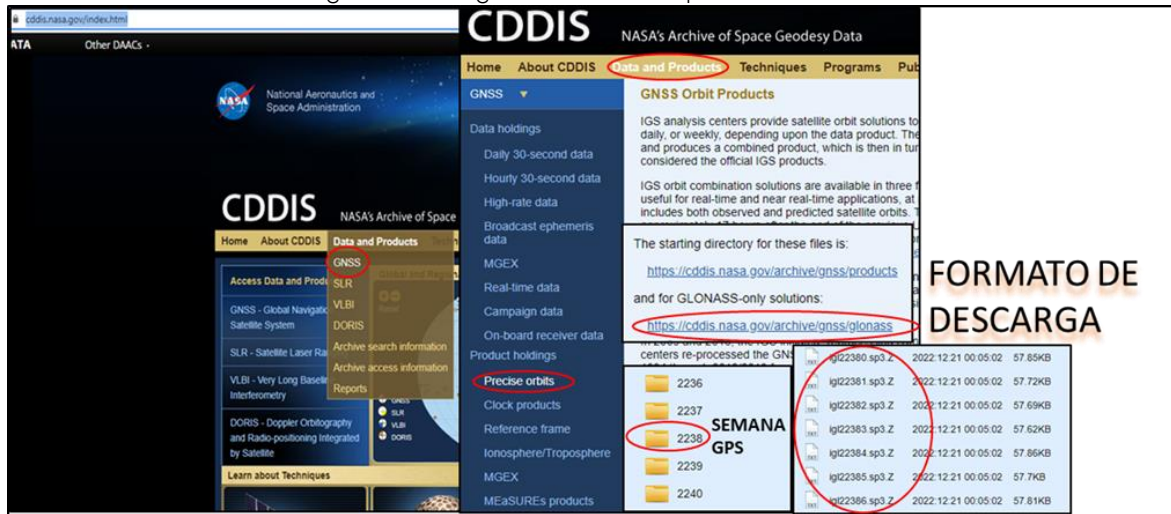 cddis.nasa.gov/index.html
ATA
Other DAACs
National Aeronautics and
Space Administration
CDDIS
NASA's Archive of Space
Home About CDDIS Data and Products
GNSS
SLR
VLBI
DORIS
Archive search information
Archive access information
Reports
Access Data and
GNSS - Global
Satellite System
SLR - Satellite Laser
VLBI - Very Long
Interferometry
DORIS - Doppler Orbitography
and Radio-positioning Integrated
by Satellite
GNSS
SLR
VLBI
DORIS
Learn about Techniques
CDDIS
NASA's Archive of Space Geodesy Data
Home About CDDIS Data and Products Techniques Programs
GNSS
Data holdings
Daily 30-second data
Hourly 30-second data
High-rate data
Broadcast ephemeris
data
MGEX
Real-time data
Campaign data
On-board receiver data
Product holdings
Precise orbits
Clock products
Reference frame
Ionosphere/Troposphere
MGEX
MEaSUREs products
GNSS Orbit Products
IGS analysis centers provide satellite orbit solutions to
daily, or weekly, depending upon the data product. The
and produces a combined product, which is then in tur
considered the official IGS products.
IGS orbit combination solutions are available in three f
useful for real-time and near real-time applications, at
includes both observed and predicted satellite orbits. T
The starting directory for these files is:
https://cddis.nasa.gov/archive/gnss/products
and for GLONASS-only solutions:
https://cddis.nasa.gov/archive/gnss/glonass
centers re-processed the
2236
2237
2238
2239
2240
SEMANA
GPS
FORMATO DE
DESCARGA
igl22380.sp3.Z 2022:12:21 00:05:02 57.85KB
igl22381.sp3.Z 2022:12:21 00:05:02 57.72KB
igl22382.sp3.Z 2022:12:21 00:05:02 57.69KB
igl22383.sp3.Z 2022:12:21 00:05:02 57.62KB
igl22384.sp3.Z 2022:12:21 00:05:02 57.86KB
igl22385.sp3.Z 2022:12:21 00:05:02 57.7KB
igl22386.sp3.Z 2022:12:21 00:05:02 57.81KB